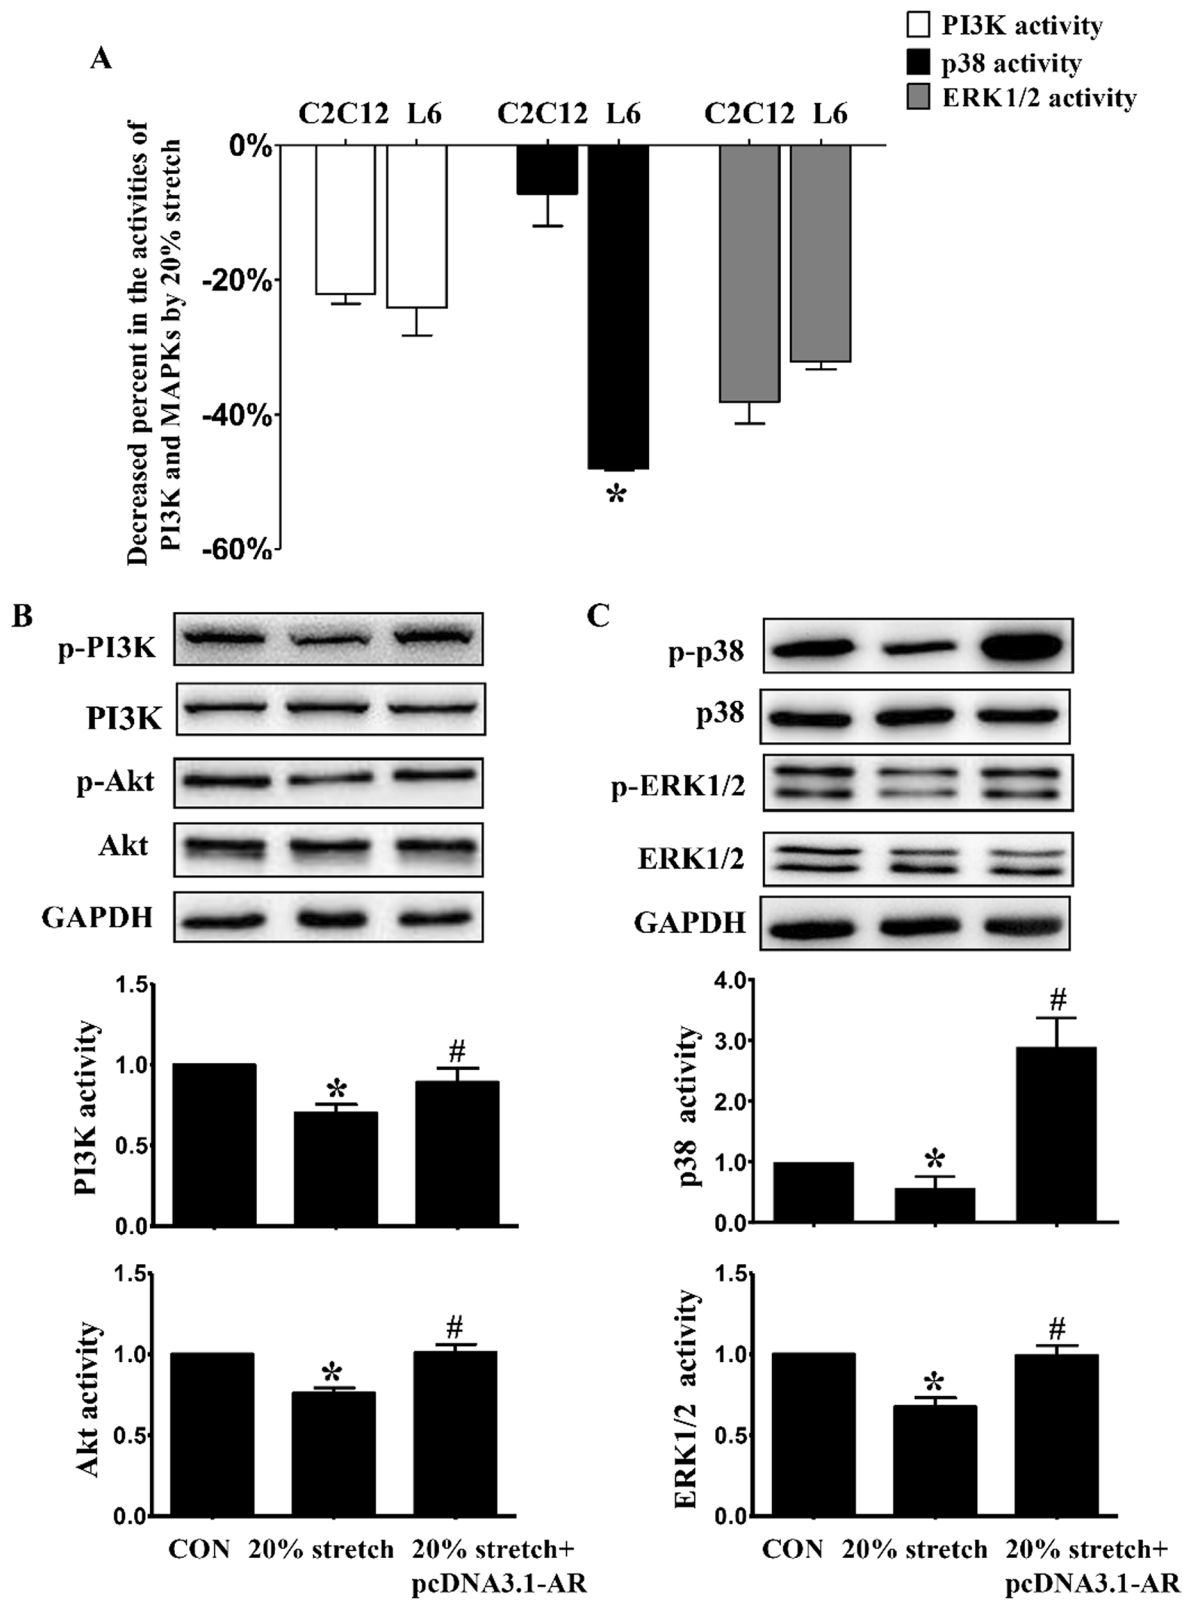 A
PI3K activity
p38 activity
ERK1/2 activity
C2C12 L6 C2C12 L6 C2C12 L6
Decreased percent in the activities of
PI3K and MAPKs by 20% stretch
0%
-20%
-40%
-60%
*
B
p-PI3K
PI3K
p-Akt
Akt
GAPDH
PI3K activity
1.5
1.0
0.5
0.0
*
#
Akt activity
1.5
1.0
0.5
0.0
*
#
CON 20% stretch 20% stretch+
pcDNA3.1-AR
C
p-p38
p38
p-ERK1/2
ERK1/2
GAPDH
p38 activity
4.0
3.0
2.0
1.0
0.0
*
#
ERK1/2 activity
1.5
1.0
0.5
0.0
*
#
CON 20% stretch 20% stretch+
pcDNA3.1-AR